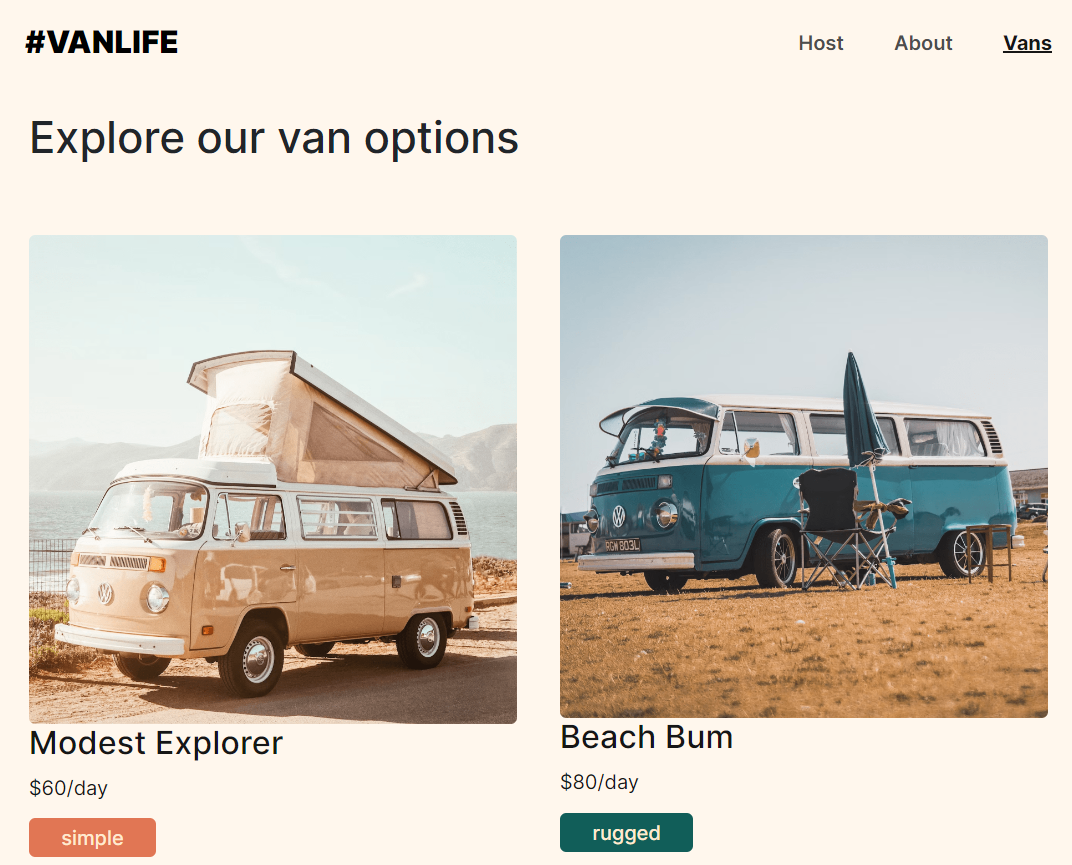 #VANLIFE
Host About Vans
Explore our van options
RGW 803L
Modest Explorer
$60/day
simple
Beach Bum
$80/day
rugged